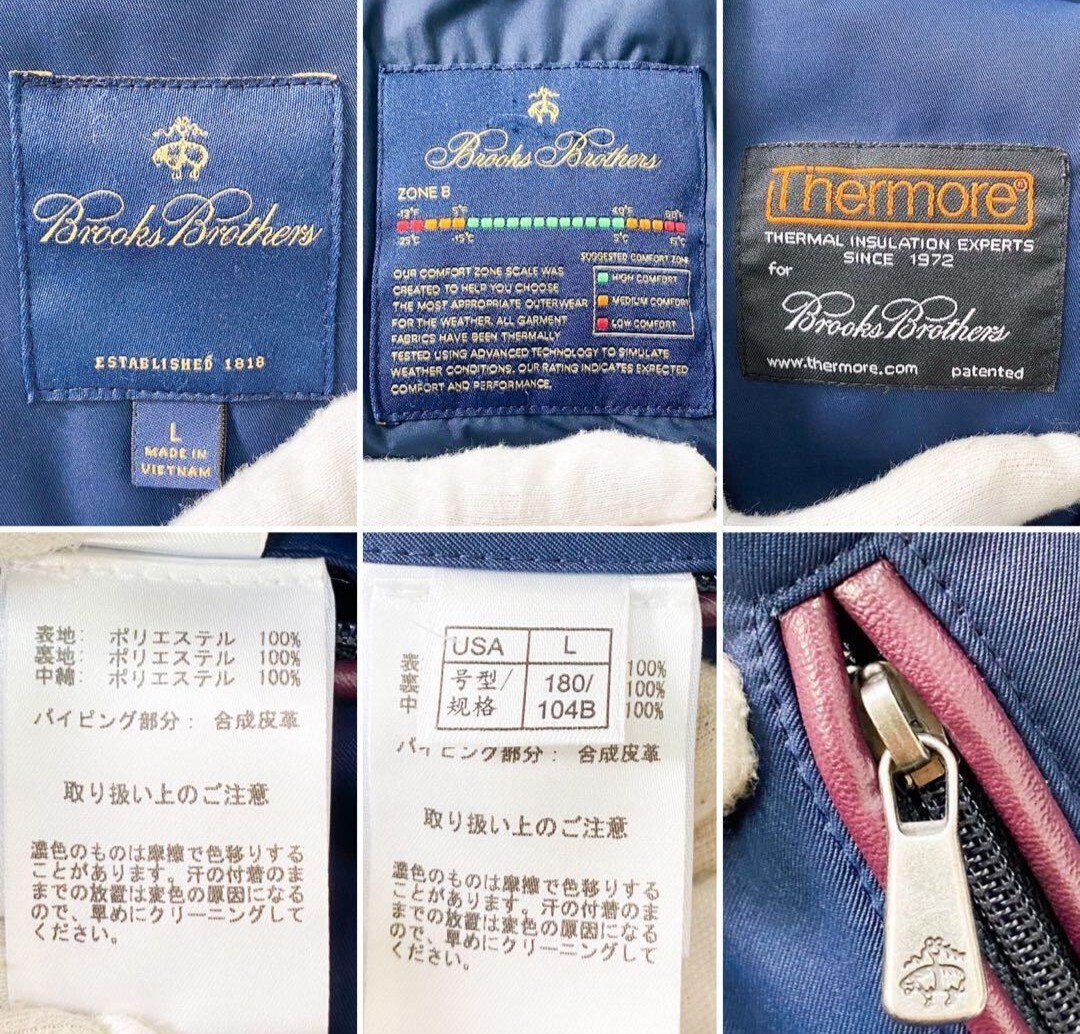 Brooks Brothers
ESTABLISHED 1818
L
MADE IN
VIETNAM
Brooks Brothers
ZONE B
-13°F 5°F 40°F
-25°C -15°C 5°C 15°C
SUGGESTED COMFORT ZONE
HIGH COMFORT
MEDIUM COMFORT
LOW COMFORT
OUR COMFORT ZONE SCALE WAS
CREATED TO HELP YOU CHOOSE
THE MOST APPROPRIATE OUTERWEAR
FOR THE WEATHER. ALL GARMENT
FABRICS HAVE BEEN THERMALLY
TESTED USING ADVANCED TECHNOLOGY TO SIMULATE
WEATHER CONDITIONS. OUR RATING INDICATES EXPECTED
COMFORT AND PERFORMANCE.
Thermore®
THERMAL INSULATION EXPERTS
SINCE 1972
for
Brooks Brothers
www.thermore.com patented
表地: ポリエステル 100%
裏地: ポリエステル 100%
中綿: ポリエステル 100%
パイピング部分: 合成皮革
取り扱い上のご注意
濃色のものは摩擦で色移りする
ことがあります。汗の付着のま
までの放置は変色の原因になる
ので、早めにクリーニングして
ください。
USA L
号型/ 180/
规格 104B
表 100%
裏 100%
中 100%
パイピング部分: 合成皮革
取り扱い上のご注意
濃色のものは摩擦で色移りする
ことがあります。汗の付着のま
までの放置は変色の原因になる
ので、早めにクリーニングして
ください。